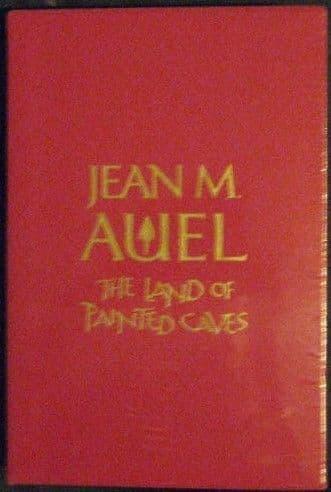 JEAN M.
AUEL
THE LAND OF
PAINTED CAVES